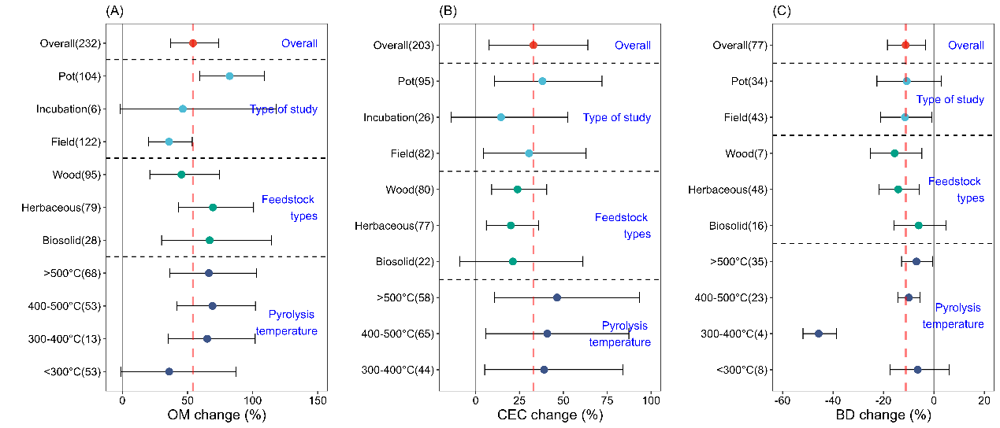 (A)
Overall(232)
Overall
Pot(104)
Incubation(6)
Type of study
Field(122)
Wood(95)
Herbaceous(79)
Feedstock
types
Biosolid(28)
>500°C(68)
400-500°C(53)
Pyrolysis
temperature
300-400°C(13)
<300°C(53)
0
50
100
150
OM change (%)
(B)
Overall(203)
Overall
Pot(95)
Incubation(26)
Type of study
Field(82)
Wood(80)
Herbaceous(77)
Feedstock
types
Biosolid(22)
>500°C(58)
400-500°C(65)
Pyrolysis
temperature
300-400°C(44)
0
25
50
75
100
CEC change (%)
(C)
Overall(77)
Overall
Pot(34)
Type of study
Field(43)
Wood(7)
Herbaceous(48)
Feedstock
types
Biosolid(16)
>500°C(35)
400-500°C(23)
Pyrolysis
temperature
300-400°C(4)
<300°C(8)
-60
-40
-20
0
20
BD change (%)